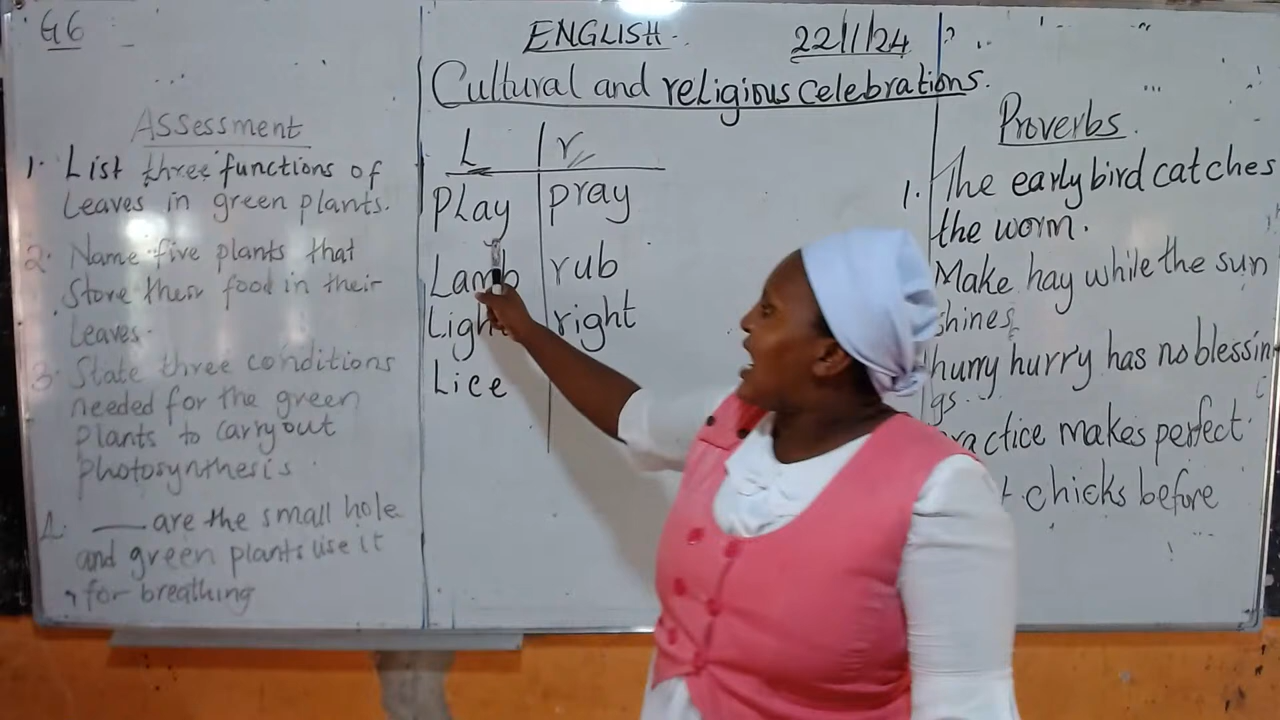 G6
ENGLISH.
22/1/24
Cultural and religious celebrations.
Assessment
1. List three functions of
Leaves in green plants.
2. Name five plants that
Store their food in their
Leaves.
3. State three conditions
needed for the green
plants to carry out
photosynthesis.
are the small hole
and green plants use it
for breathing
L r
PLay pray
Lamb rub
Ligh right
Lice
Proverbs.
1. The early bird catches
the worm.
Make hay while the sun
shines
hurry hurry has no blessin
gs.
ractice makes perfect.
chicks before